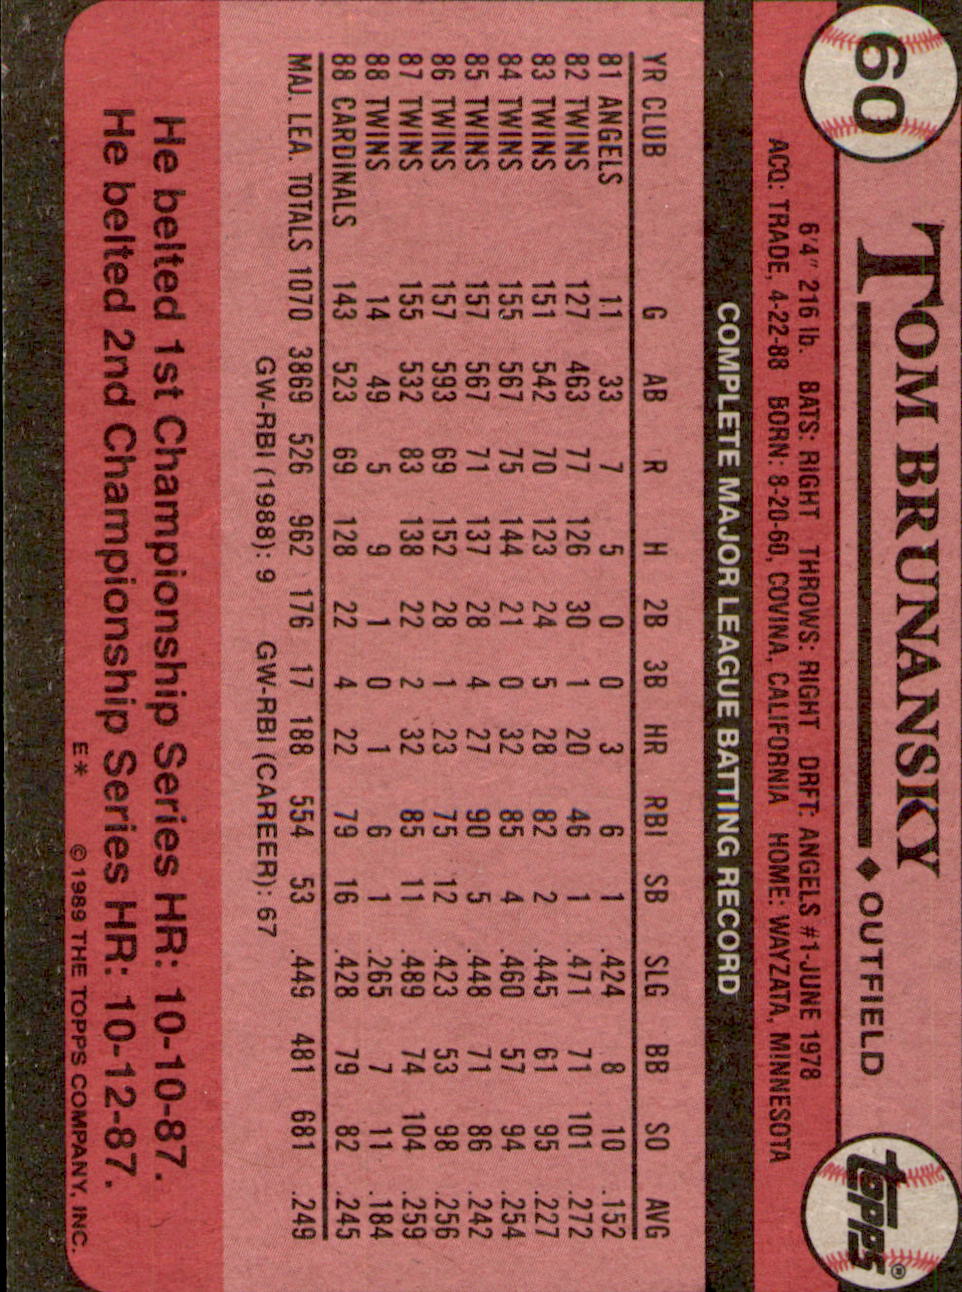 60
TOM BRUNANSKY ◆ OUTFIELD
topps®
6'4" 216 lb. BATS: RIGHT THROWS: RIGHT DRFT: ANGELS #1-JUNE 1978
ACQ: TRADE, 4-22-88 BORN: 8-20-60, COVINA, CALIFORNIA HOME: WAYZATA, MINNESOTA
COMPLETE MAJOR LEAGUE BATTING RECORD
YR CLUB G AB R H 2B 3B HR RBI SB SLG BB SO AVG
81 ANGELS 11 33 7 5 0 0 3 6 1 .424 8 10 .152
82 TWINS 127 463 77 126 30 1 20 46 1 .471 71 101 .272
83 TWINS 151 542 70 123 24 5 28 82 2 .445 61 95 .227
84 TWINS 155 567 75 144 21 0 32 85 4 .460 57 94 .254
85 TWINS 157 567 71 137 28 4 27 90 5 .448 71 86 .242
86 TWINS 157 593 69 152 28 1 23 75 12 .423 53 98 .256
87 TWINS 155 532 83 138 22 2 32 85 11 .489 74 104 .259
88 TWINS 14 49 5 9 1 0 1 6 1 .265 7 11 .184
88 CARDINALS 143 523 69 128 22 4 22 79 16 .428 79 82 .245
MAJ. LEA. TOTALS 1070 3869 526 962 176 17 188 554 53 .449 481 681 .249
GW-RBI (1988): 9 GW-RBI (CAREER): 67
He belted 1st Championship Series HR: 10-10-87.
He belted 2nd Championship Series HR: 10-12-87.
E* © 1989 THE TOPPS COMPANY, INC.